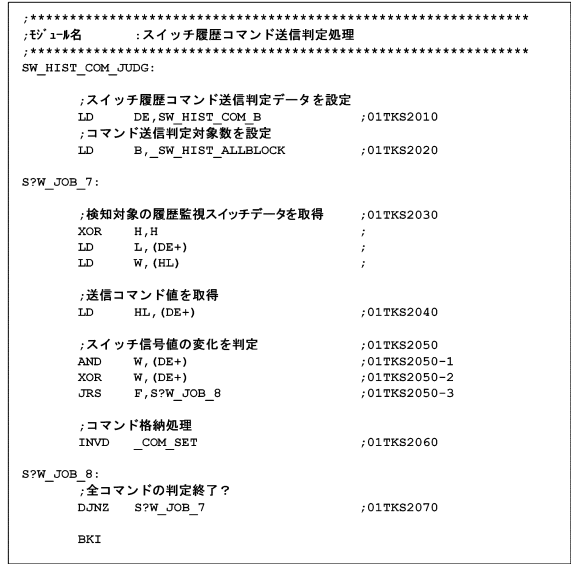 ;*****************************************************************
;ﾓｼﾞｭｰﾙ名          :スイッチ履歴コマンド送信判定処理
;*****************************************************************
SW_HIST_COM_JUDG:
;スイッチ履歴コマンド送信判定データを設定
LD      DE,SW_HIST_COM_B                ;01TKS2010
;コマンド送信判定対象数を設定
LD      B,_SW_HIST_ALLBLOCK             ;01TKS2020
S?W_JOB_7:
;検知対象の履歴監視スイッチデータを取得     ;01TKS2030
XOR     H,H                             ;
LD      L,(DE+)                         ;
LD      W,(HL)                          ;
;送信コマンド値を取得
LD      HL,(DE+)                        ;01TKS2040
;スイッチ信号値の変化を判定                ;01TKS2050
AND     W,(DE+)                         ;01TKS2050-1
XOR     W,(DE+)                         ;01TKS2050-2
JRS     F,S?W_JOB_8                     ;01TKS2050-3
;コマンド格納処理
INVD    _COM_SET                        ;01TKS2060
S?W_JOB_8:
;全コマンドの判定終了？
DJNZ    S?W_JOB_7                       ;01TKS2070
BKI